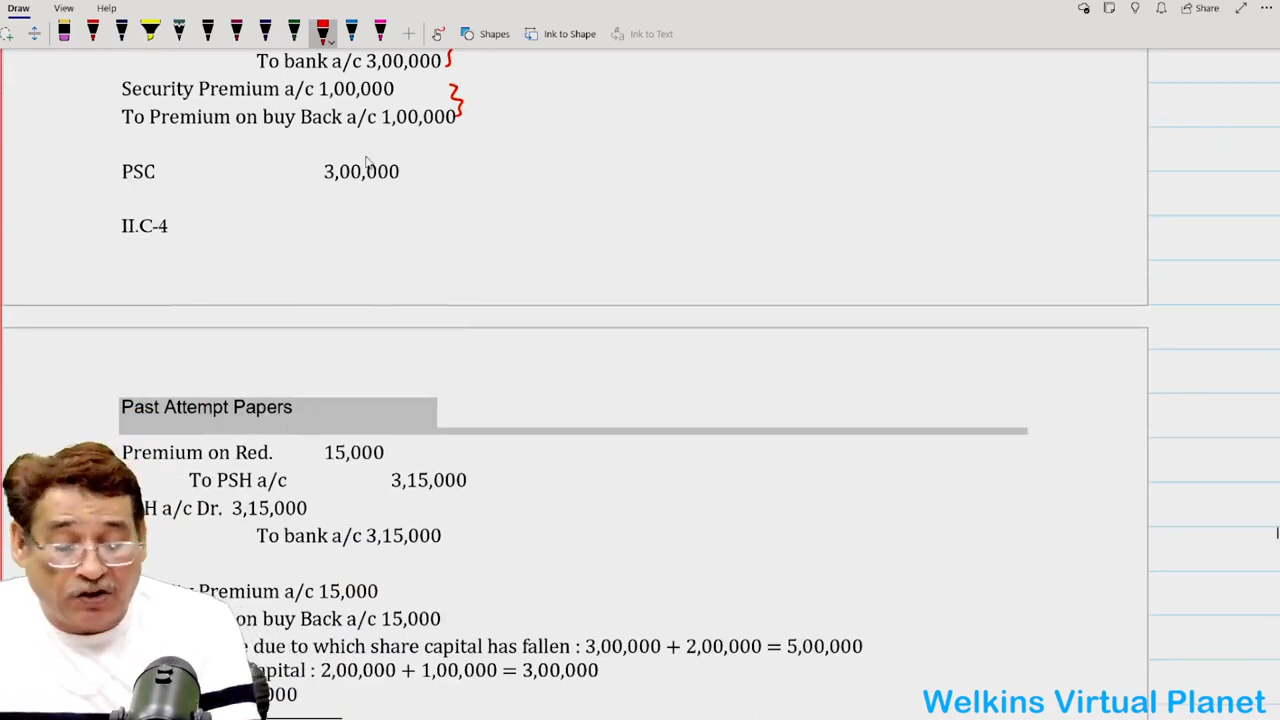 Draw View Help Share
Shapes Ink to Shape Ink to Text
To bank a/c 3,00,000
Security Premium a/c 1,00,000
To Premium on buy Back a/c 1,00,000
PSC 3,00,000
II.C-4
Past Attempt Papers
Premium on Red. 15,000
To PSH a/c 3,15,000
H a/c Dr. 3,15,000
To bank a/c 3,15,000
Premium a/c 15,000
on buy Back a/c 15,000
due to which share capital has fallen : 3,00,000 + 2,00,000 = 5,00,000
apital : 2,00,000 + 1,00,000 = 3,00,000
000
Welkins Virtual Planet